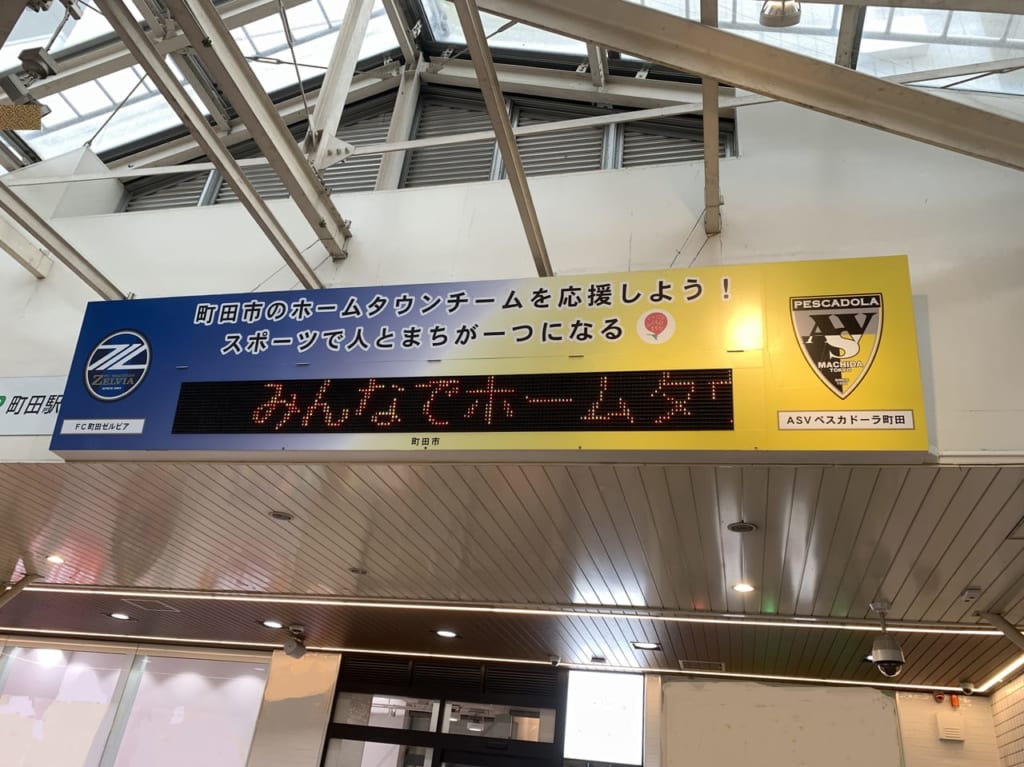 町田市のホームタウンチームを応援しよう!
スポーツで人とまちが一つになる
ZELVIA
FC町田ゼルビア
みんなでホームタ
町田市
PESCADOLA
ASV
MACHIDA
TOKYO
ASVペスカドーラ町田
町田駅